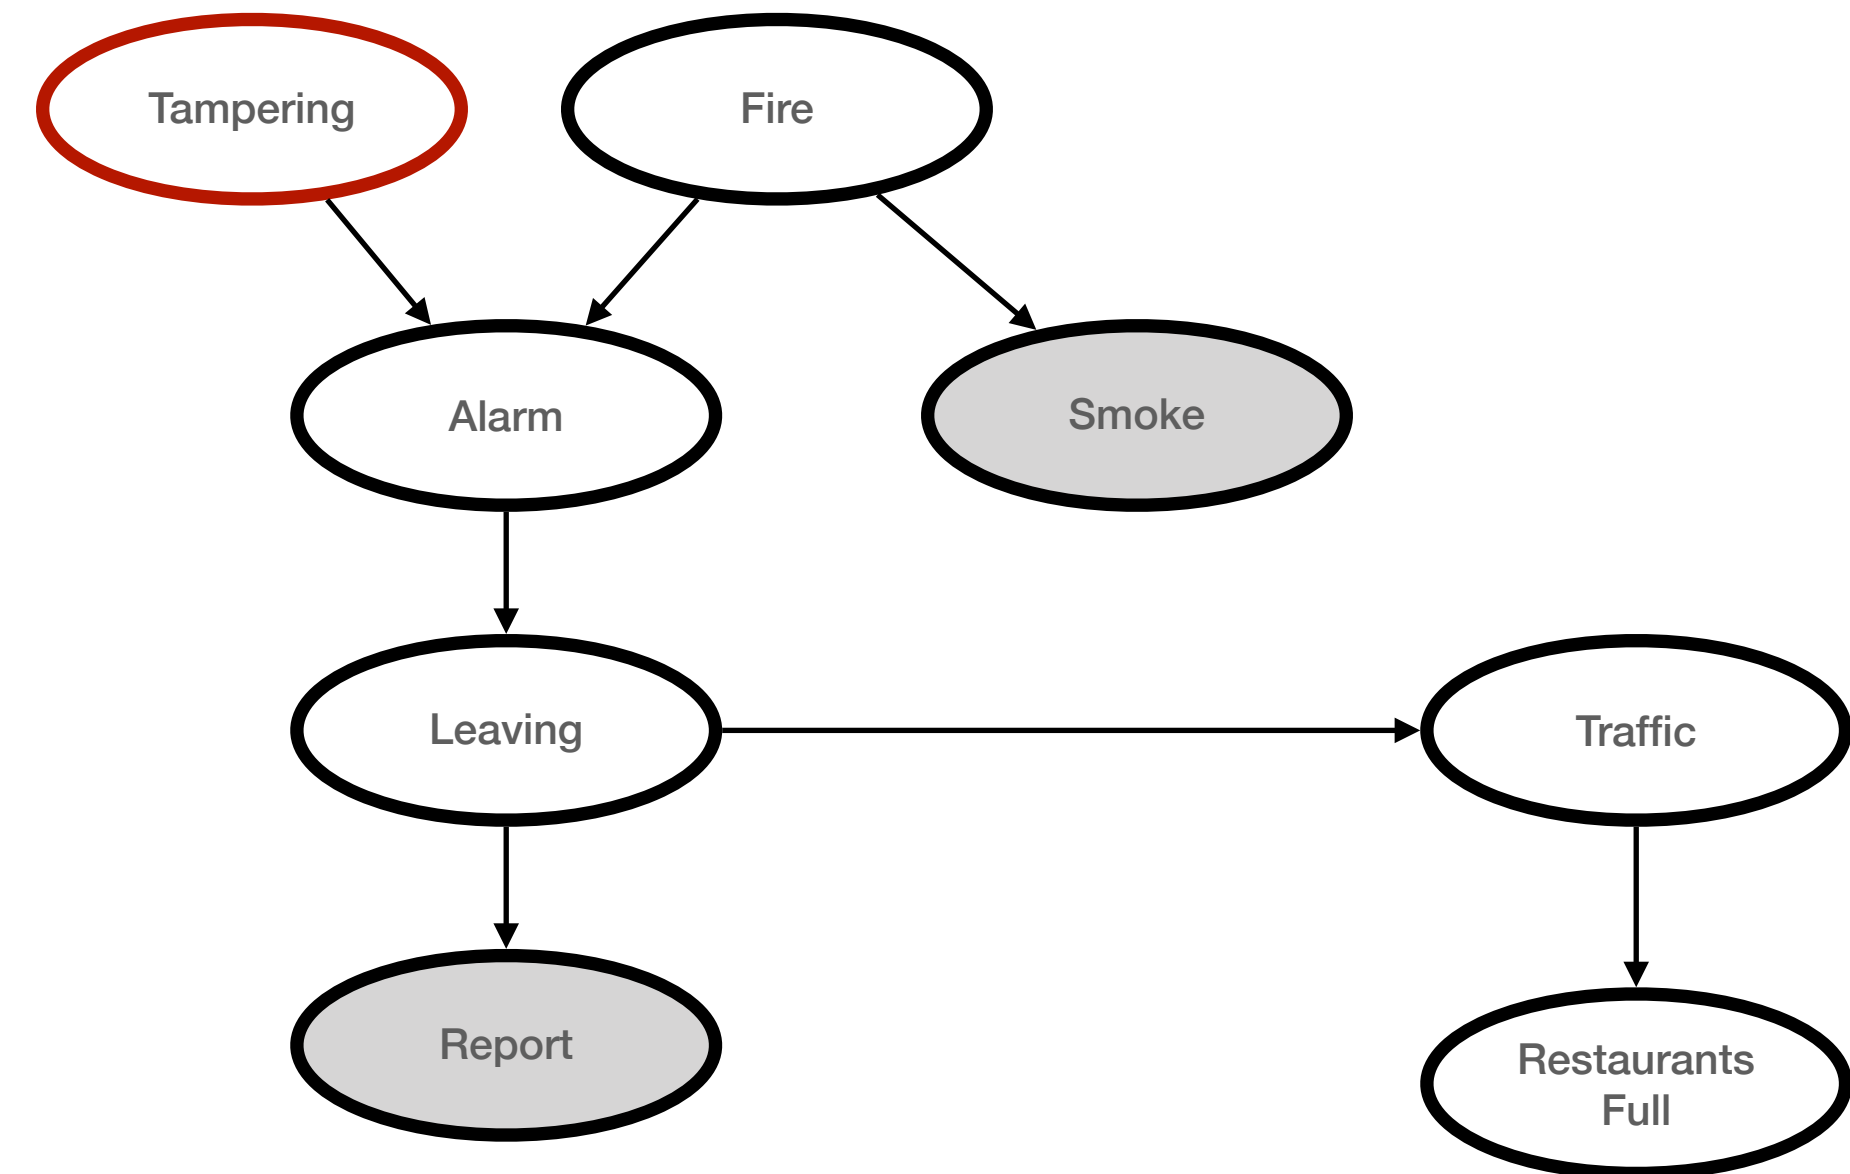 Tampering
Fire
Alarm
Smoke
Leaving
Traffic
Report
Restaurants
Full